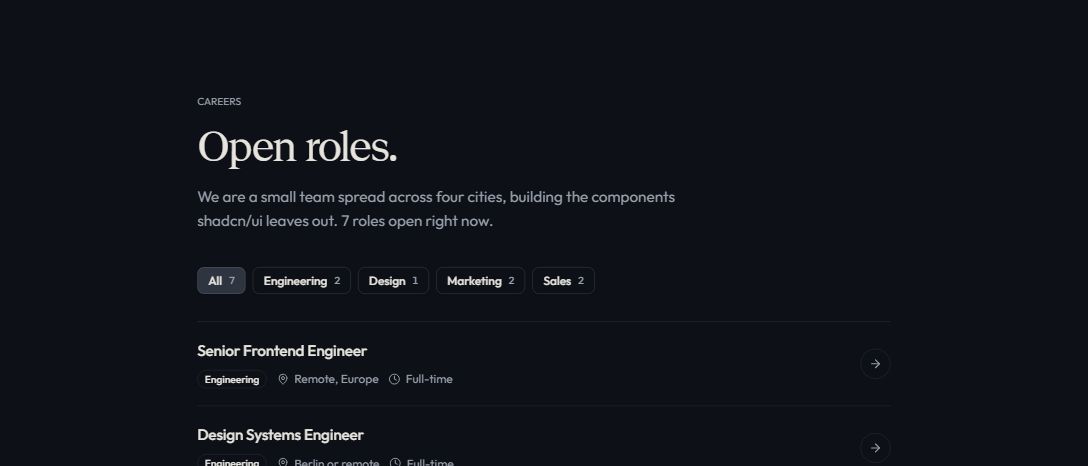 CAREERS
Open roles.
We are a small team spread across four cities, building the components
shadcn/ui leaves out. 7 roles open right now.
All 7 Engineering 2 Design 1 Marketing 2 Sales 2
Senior Frontend Engineer
Engineering Remote, Europe Full-time
Design Systems Engineer
Engineering Berlin or remote Full-time